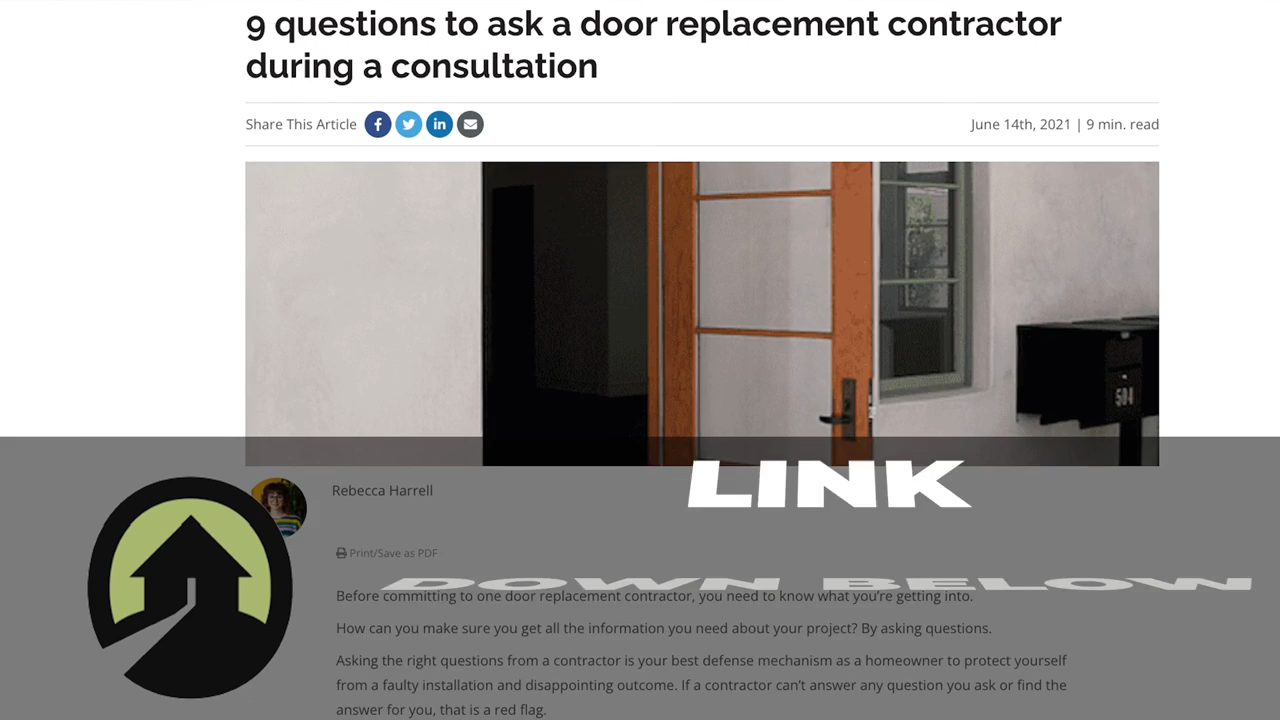 9 questions to ask a door replacement contractor
during a consultation
Share This Article
June 14th, 2021 | 9 min. read
504
LINK
Rebecca Harrell
Print/Save as PDF
DOWN BELOW
Before committing to one door replacement contractor, you need to know what you’re getting into.
How can you make sure you get all the information you need about your project? By asking questions.
Asking the right questions from a contractor is your best defense mechanism as a homeowner to protect yourself
from a faulty installation and disappointing outcome. If a contractor can’t answer any question you ask or find the
answer for you, that is a red flag.